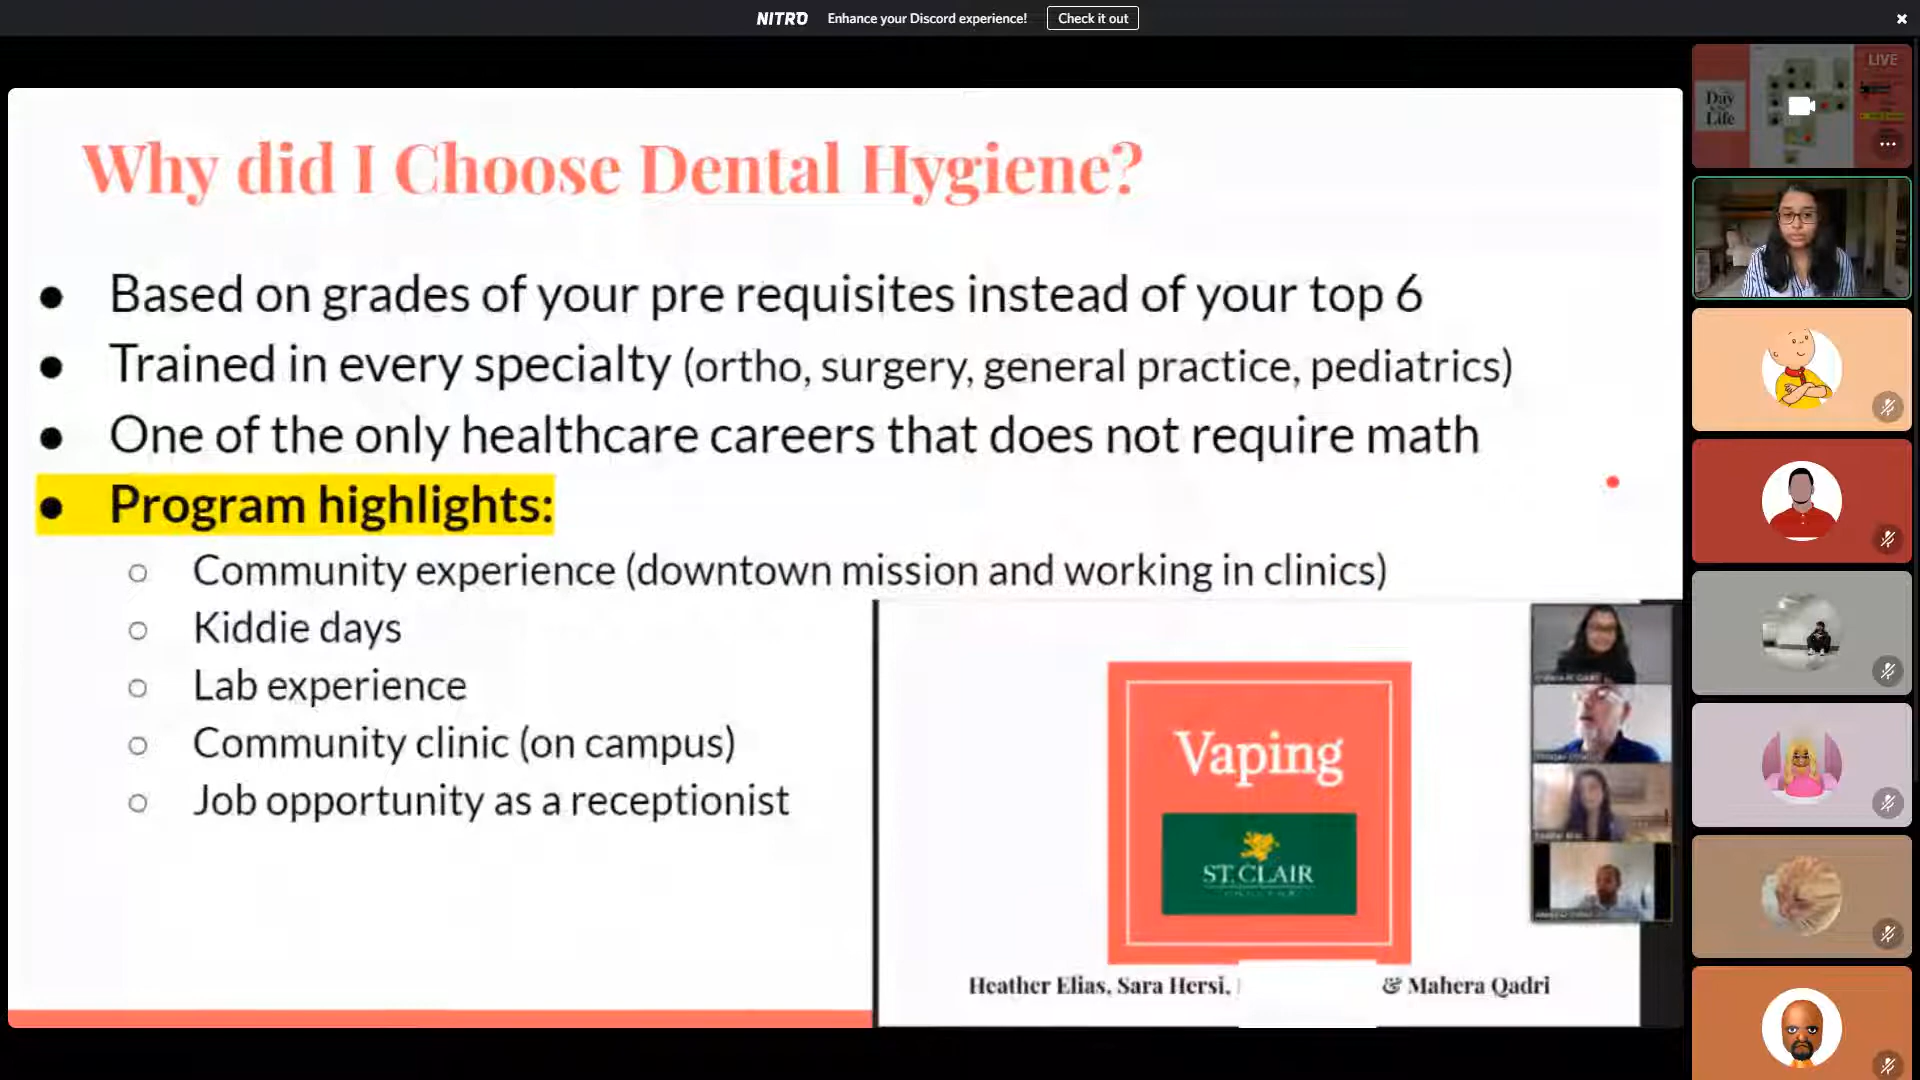 NITRO Enhance your Discord experience! Check it out
LIVE
Day
Life
Why did I Choose Dental Hygiene?
● Based on grades of your pre requisites instead of your top 6
● Trained in every specialty (ortho, surgery, general practice, pediatrics)
● One of the only healthcare careers that does not require math
● Program highlights:
○ Community experience (downtown mission and working in clinics)
○ Kiddie days
○ Lab experience
○ Community clinic (on campus)
○ Job opportunity as a receptionist
Vaping
ST. CLAIR
Heather Elias, Sara Hersi, & Mahera Qadri